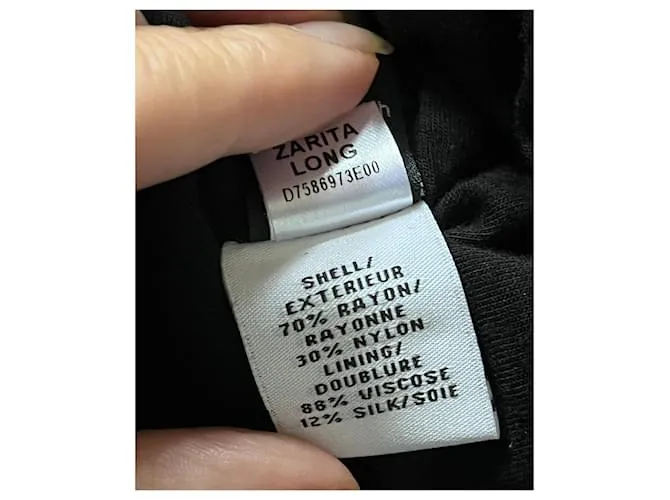 ZARITA
LONG
D7586973E00
SHELL/
EXTERIEUR
70% RAYON/
RAYONNE
30% NYLON
LINING/
DOUBLURE
88% VISCOSE
12% SILK/SOIE